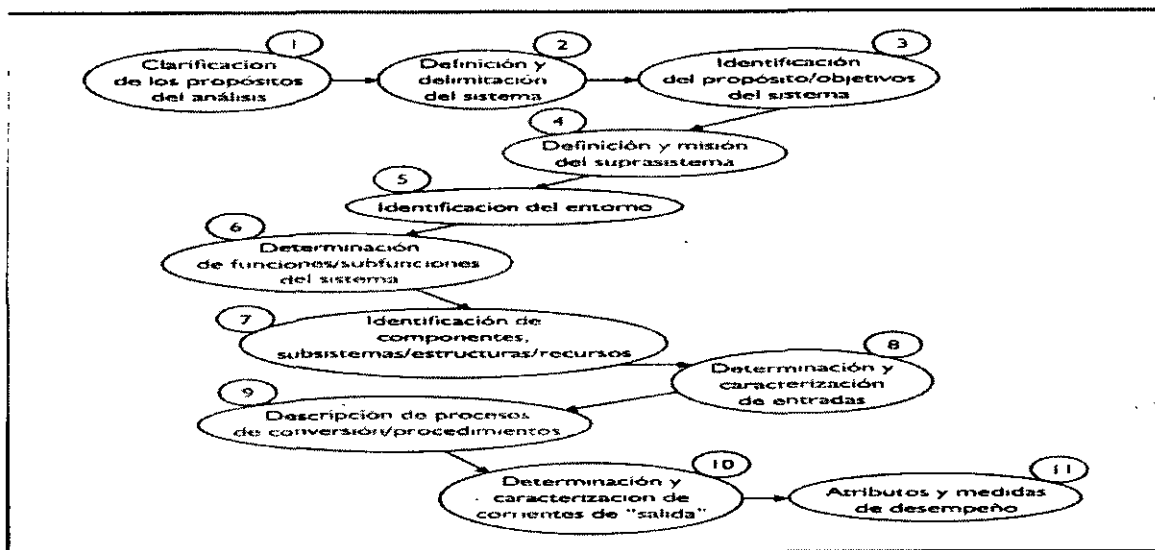 1
Clarificacion
de los propósitos
del análisis
2
Definición y
delimitación
del sistema
3
Identificación
del propósito/objetivos
del sistema
4
Definición y misión
del suprasistema
5
Identificacion del entorno
6
Determinación
de funciones/subfunciones
del sistema
7
Identificación de
componentes,
subsistemas/estructuras/recursos
8
Determinación y
caracterización
de entradas
9
Descripción de procesos
de conversión/procedimientos
10
Determinación y
caracterizacion de
corrientes de "salida"
11
Atributos y medidas
de desempeño